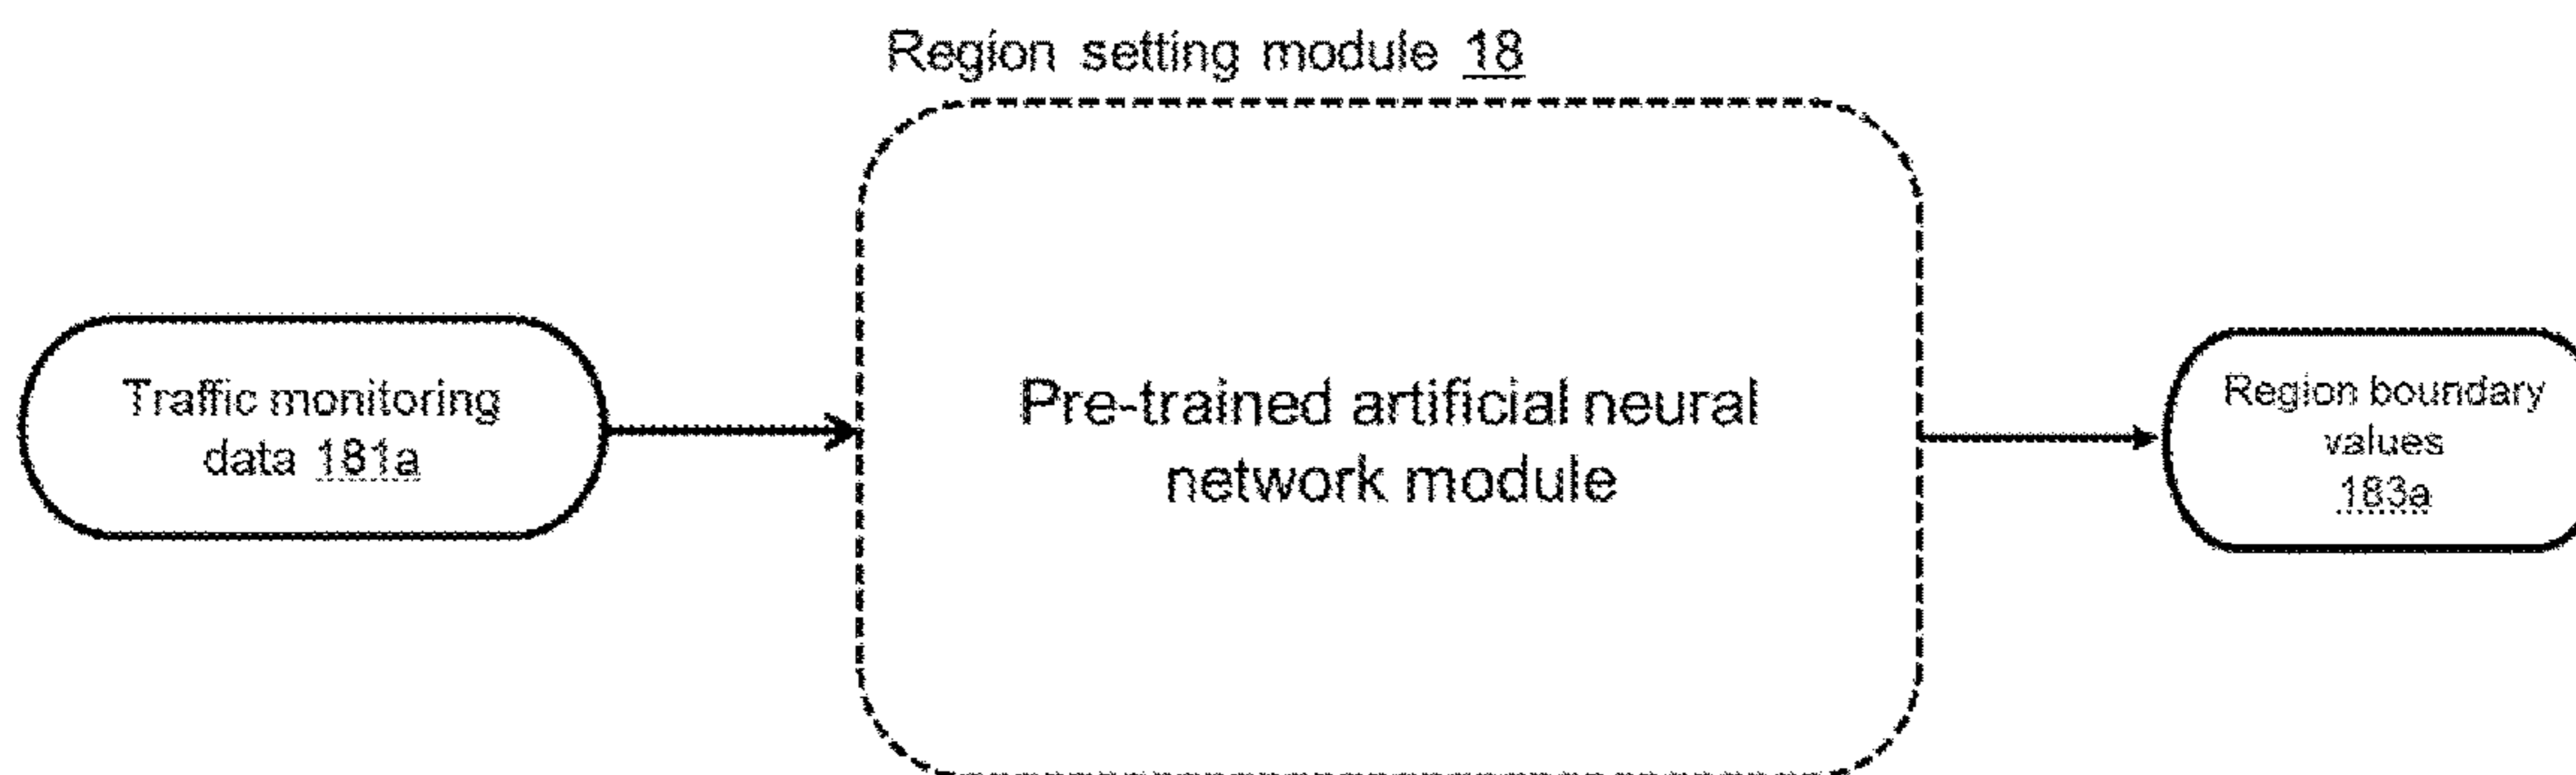 Region setting module 18
Traffic monitoring
data 181a
Pre-trained artificial neural
network module
Region boundary
values
183a